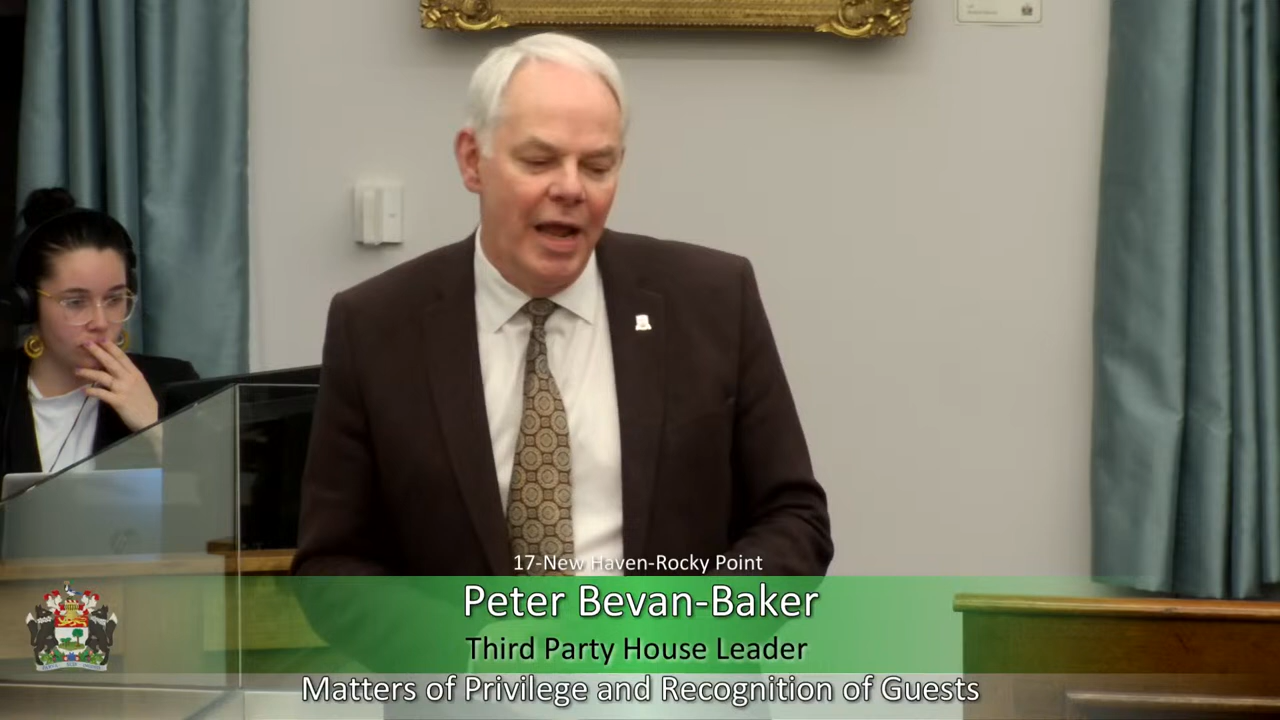 17-New Haven-Rocky Point
Peter Bevan-Baker
Third Party House Leader
Matters of Privilege and Recognition of Guests